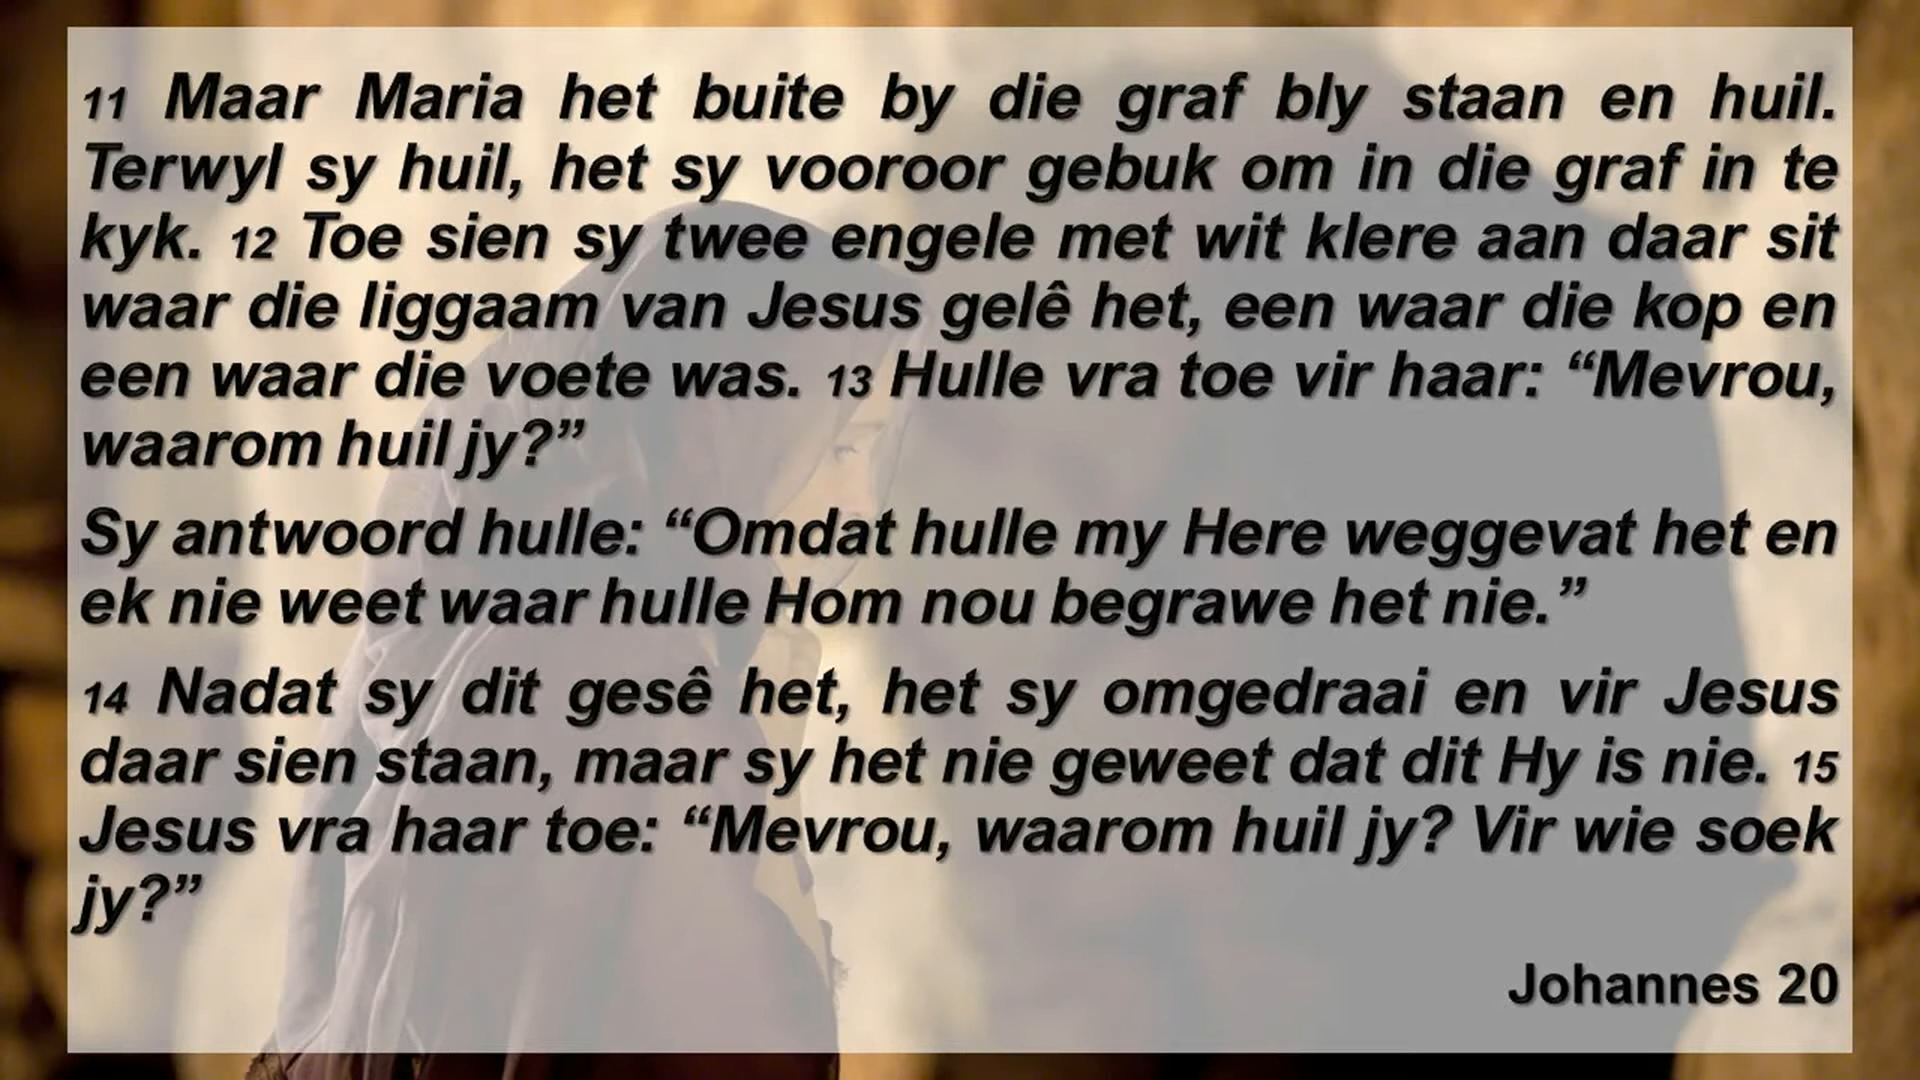 11 Maar Maria het buite by die graf bly staan en huil.
Terwyl sy huil, het sy vooroor gebuk om in die graf in te
kyk. 12 Toe sien sy twee engele met wit klere aan daar sit
waar die liggaam van Jesus gelê het, een waar die kop en
een waar die voete was. 13 Hulle vra toe vir haar: “Mevrou,
waarom huil jy?”
Sy antwoord hulle: “Omdat hulle my Here weggevat het en
ek nie weet waar hulle Hom nou begrawe het nie.”
14 Nadat sy dit gesê het, het sy omgedraai en vir Jesus
daar sien staan, maar sy het nie geweet dat dit Hy is nie. 15
Jesus vra haar toe: “Mevrou, waarom huil jy? Vir wie soek
jy?”
Johannes 20